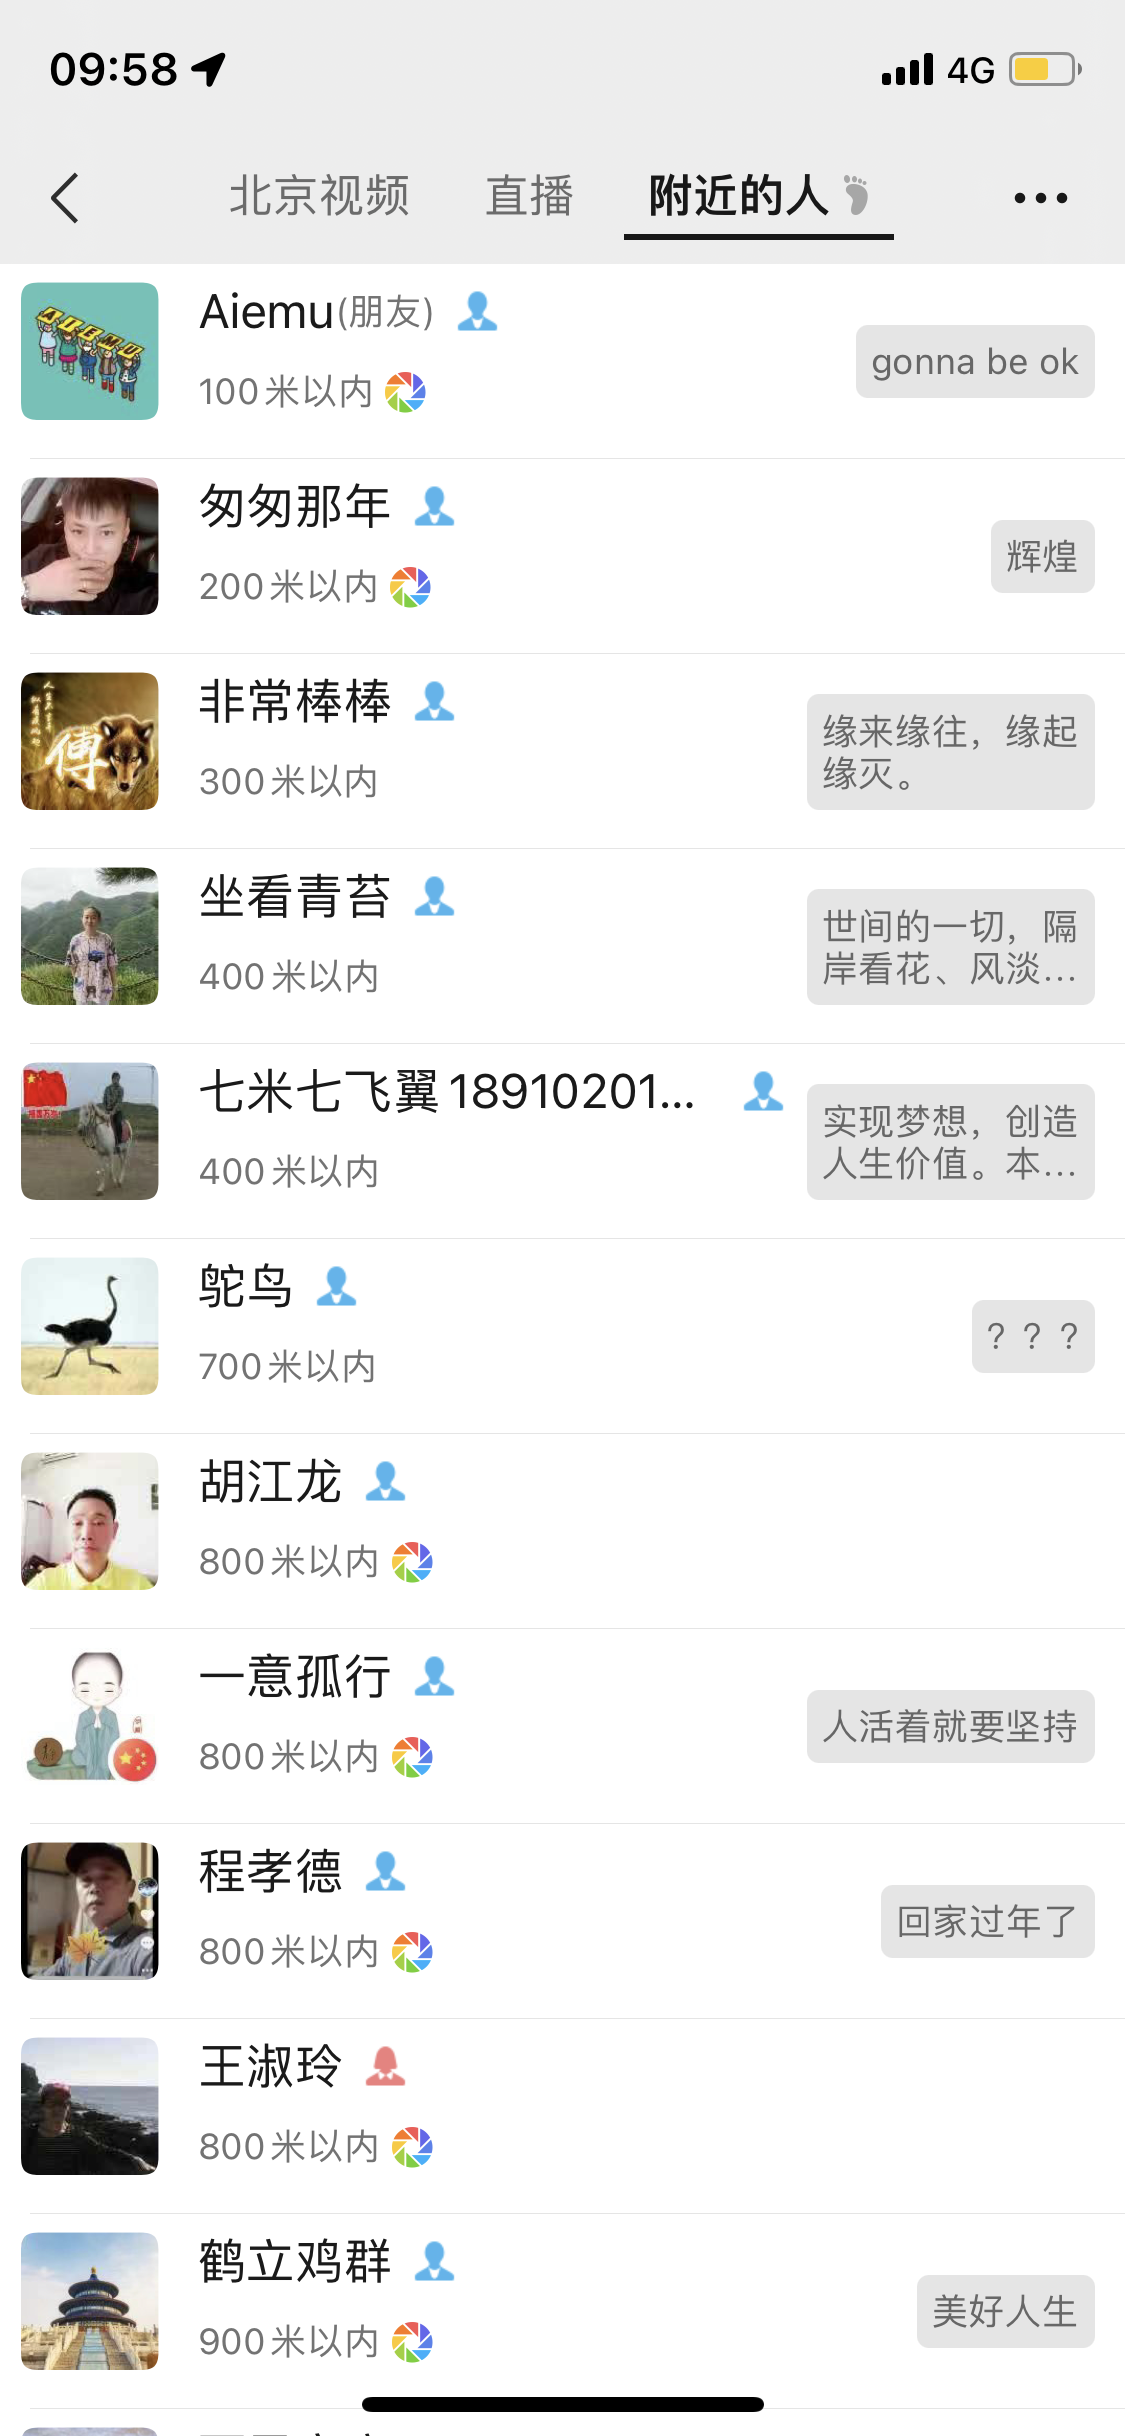 09:58
4G
北京视频
直播
附近的人
AIEMU
Aiemu(朋友)
100米以内
gonna be ok
匆匆那年
200米以内
辉煌
傅
非常棒棒
300米以内
缘来缘往，缘起
缘灭。
坐看青苔
400米以内
世间的一切，隔
岸看花、风淡...
七米七飞翼18910201...
400米以内
实现梦想，创造
人生价值。本...
鸵鸟
700米以内
？？？
胡江龙
800米以内
一意孤行
800米以内
人活着就要坚持
程孝德
800米以内
回家过年了
王淑玲
800米以内
鹤立鸡群
900米以内
美好人生